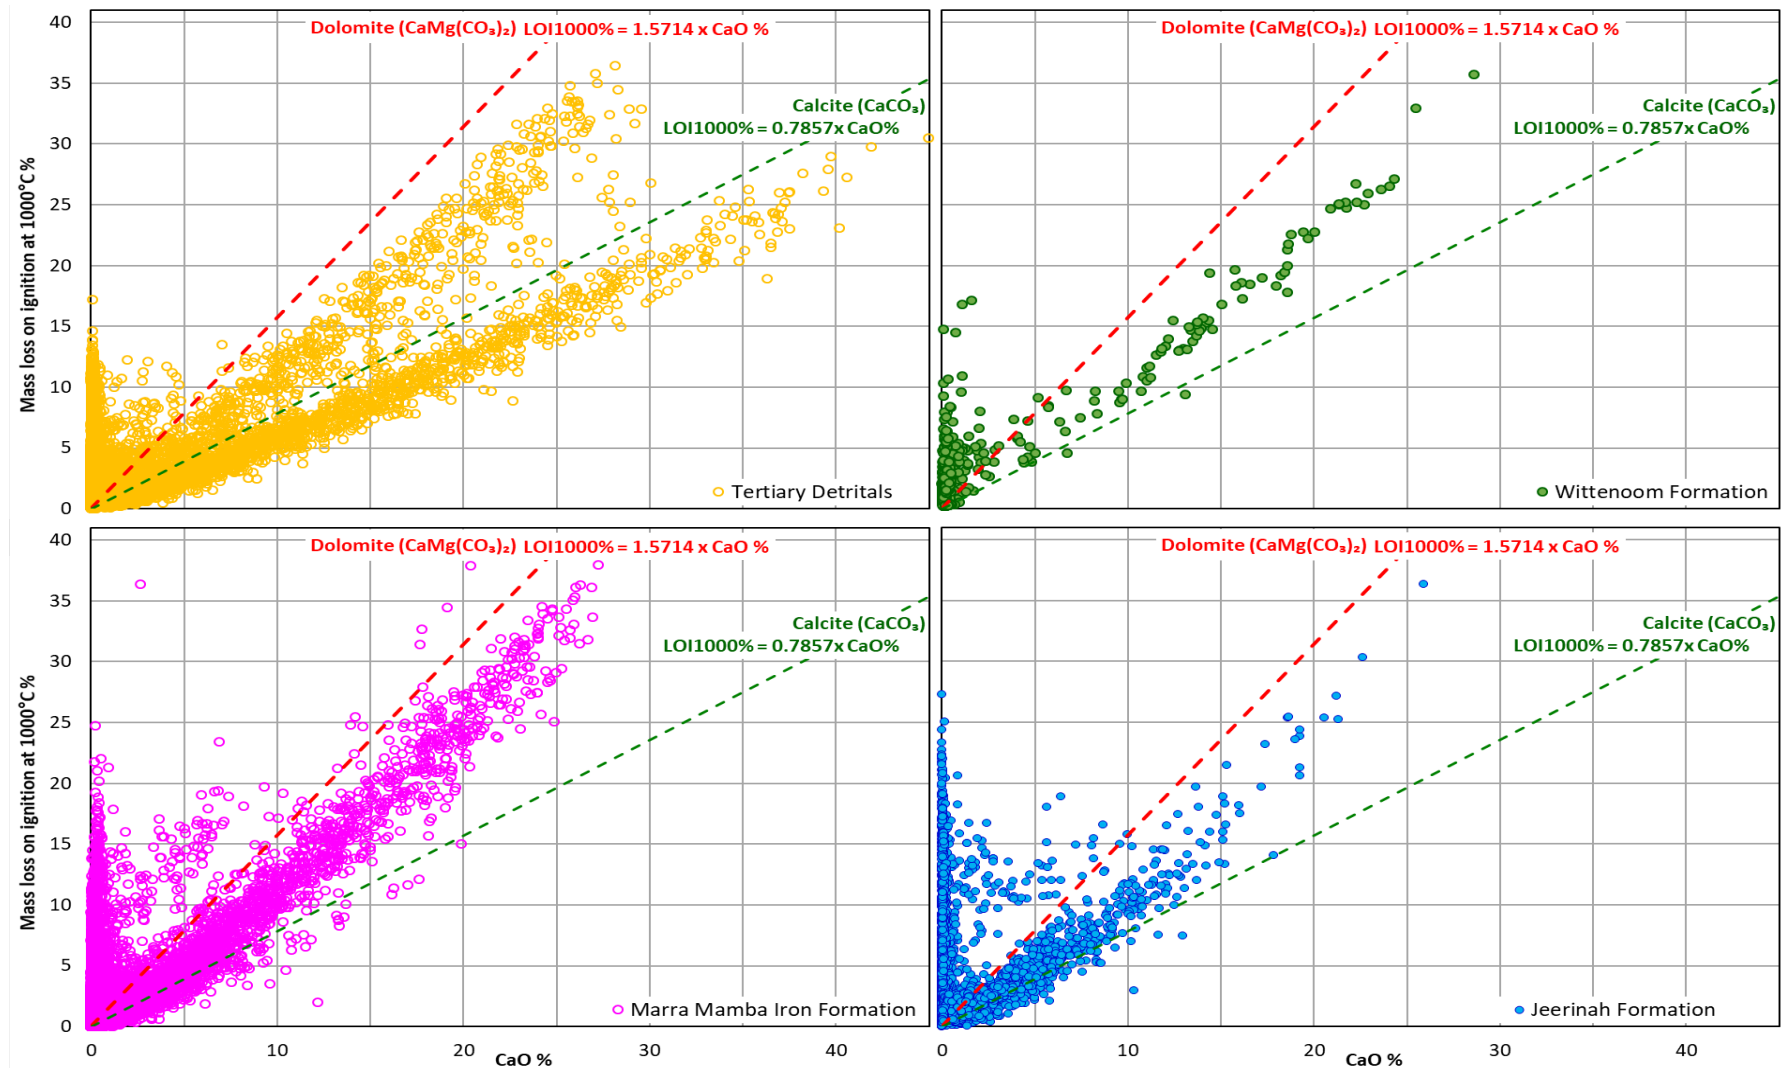 40
35
30
25
20
15
10
5
0
Mass loss on ignition at 1000°C %
Dolomite (CaMg(CO₃)₂) LOI1000% = 1.5714 x CaO %
Calcite (CaCO₃)
LOI1000% = 0.7857x CaO%
Tertiary Detritals
Dolomite (CaMg(CO₃)₂) LOI1000% = 1.5714 x CaO %
Calcite (CaCO₃)
LOI1000% = 0.7857x CaO%
Wittenoom Formation
40
35
30
25
20
15
10
5
0
Mass loss on ignition at 1000°C %
Dolomite (CaMg(CO₃)₂) LOI1000% = 1.5714 x CaO %
Calcite (CaCO₃)
LOI1000% = 0.7857x CaO%
Marra Mamba Iron Formation
0 10 20 30 40
CaO %
Dolomite (CaMg(CO₃)₂) LOI1000% = 1.5714 x CaO %
Calcite (CaCO₃)
LOI1000% = 0.7857x CaO%
Jeerinah Formation
0 10 20 30 40
CaO %